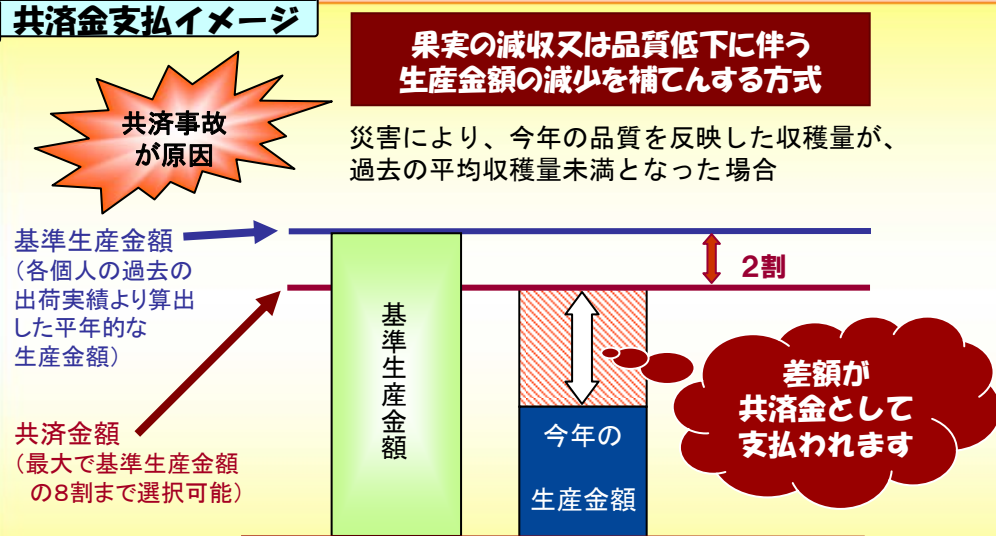 共済金支払イメージ
果実の減収又は品質低下に伴う
生産金額の減少を補てんする方式
共済事故
が原因
災害により、今年の品質を反映した収穫量が、
過去の平均収穫量未満となった場合
基準生産金額
（各個人の過去の
出荷実績より算出
した平年的な
生産金額）
2割
基準生産金額
差額が
共済金として
支払われます
今年の
生産金額
共済金額
（最大で基準生産金額
の8割まで選択可能）